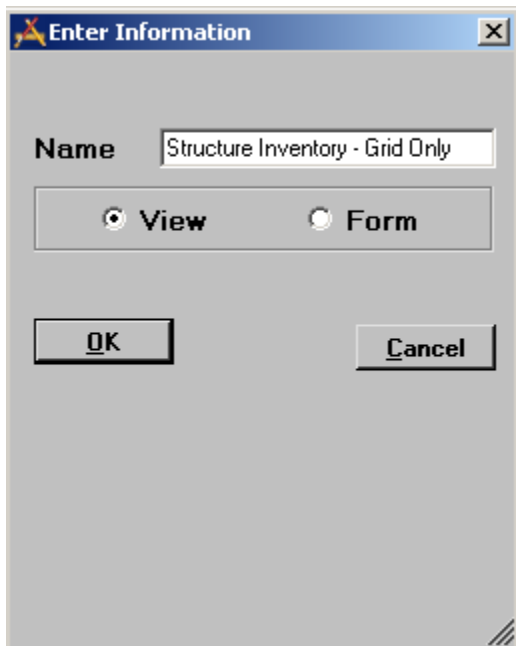 Enter Information
Name Structure Inventory - Grid Only
View Form
OK Cancel